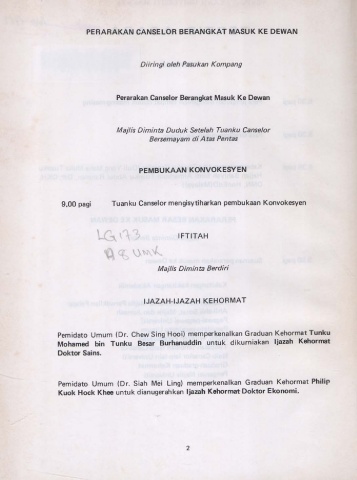 PERARAKAN CANSELOR BERANGKAT MASUK KE DEWAN
Diiringi oleh Pasukan Kompang
Perarakan Canselor Berangkat Masuk Ke Dewan
Majlis Diminta Duduk Setelah Tuanku Canselor
Bersemayam di Atas Pentas
PEMBUKAAN KONVOKESYEN
9.00 pagi Tuanku Canselor mengisytiharkan pembukaan Konvokesyen
LG173
A8UMK
IFTITAH
Majlis Diminta Berdiri
IJAZAH-IJAZAH KEHORMAT
Pemidato Umum (Dr. Chew Sing Hooi) memperkenalkan Graduan Kehormat Tunku
Mohamed bin Tunku Besar Burhanuddin untuk dikurniakan Ijazah Kehormat
Doktor Sains.
Pemidato Umum (Dr. Siah Mei Ling) memperkenalkan Graduan Kehormat Philip
Kuok Hock Khee untuk dianugerahkan Ijazah Kehormat Doktor Ekonomi.
2